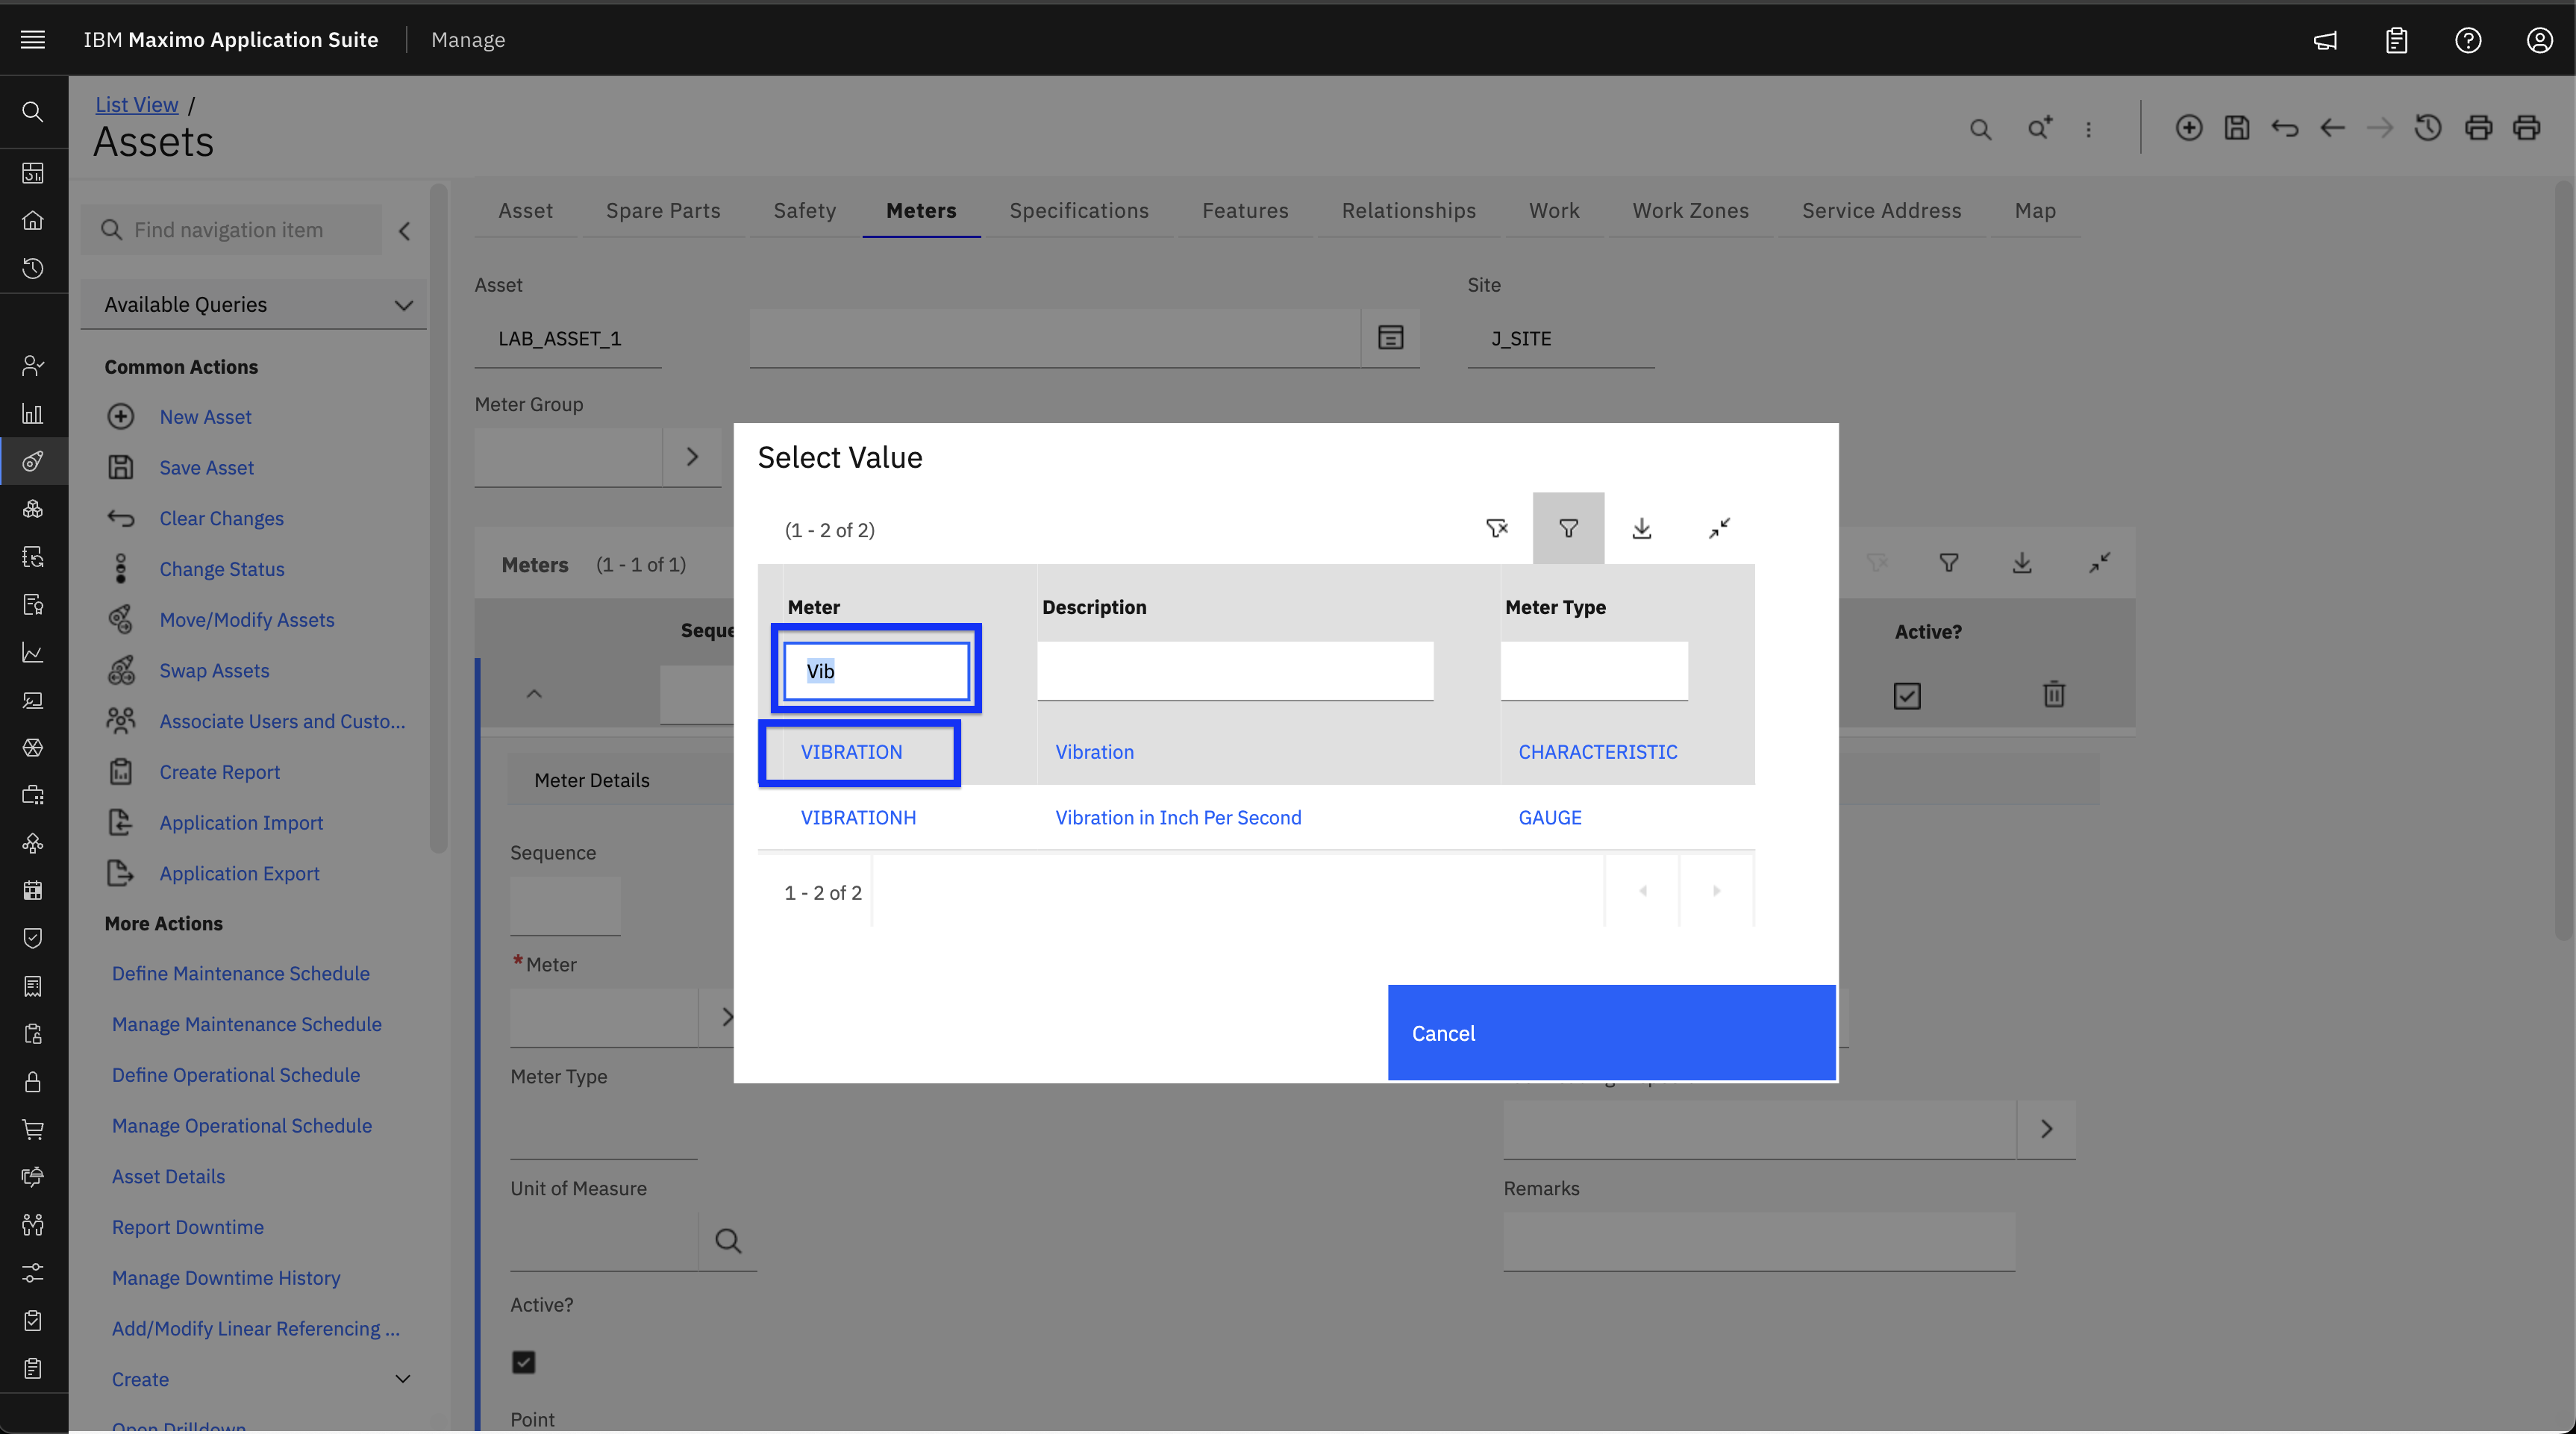 IBM Maximo Application Suite
Manage
List View /
Assets
Find navigation item
Available Queries
Common Actions
New Asset
Save Asset
Clear Changes
Change Status
Move/Modify Assets
Swap Assets
Associate Users and Custo...
Create Report
Application Import
Application Export
More Actions
Define Maintenance Schedule
Manage Maintenance Schedule
Define Operational Schedule
Manage Operational Schedule
Asset Details
Report Downtime
Manage Downtime History
Add/Modify Linear Referencing ...
Create
Open Drilldown
Asset Spare Parts Safety Meters Specifications Features Relationships Work Work Zones Service Address Map
Asset
LAB_ASSET_1
Site
J_SITE
Meter Group
Meters (1 - 1 of 1)
Seque
Active?
Meter Details
Sequence
*Meter
Meter Type
Unit of Measure
Active?
Point
Remarks
Select Value
(1 - 2 of 2)
Meter Description Meter Type
Vib
VIBRATION Vibration CHARACTERISTIC
VIBRATIONH Vibration in Inch Per Second GAUGE
1 - 2 of 2
Cancel